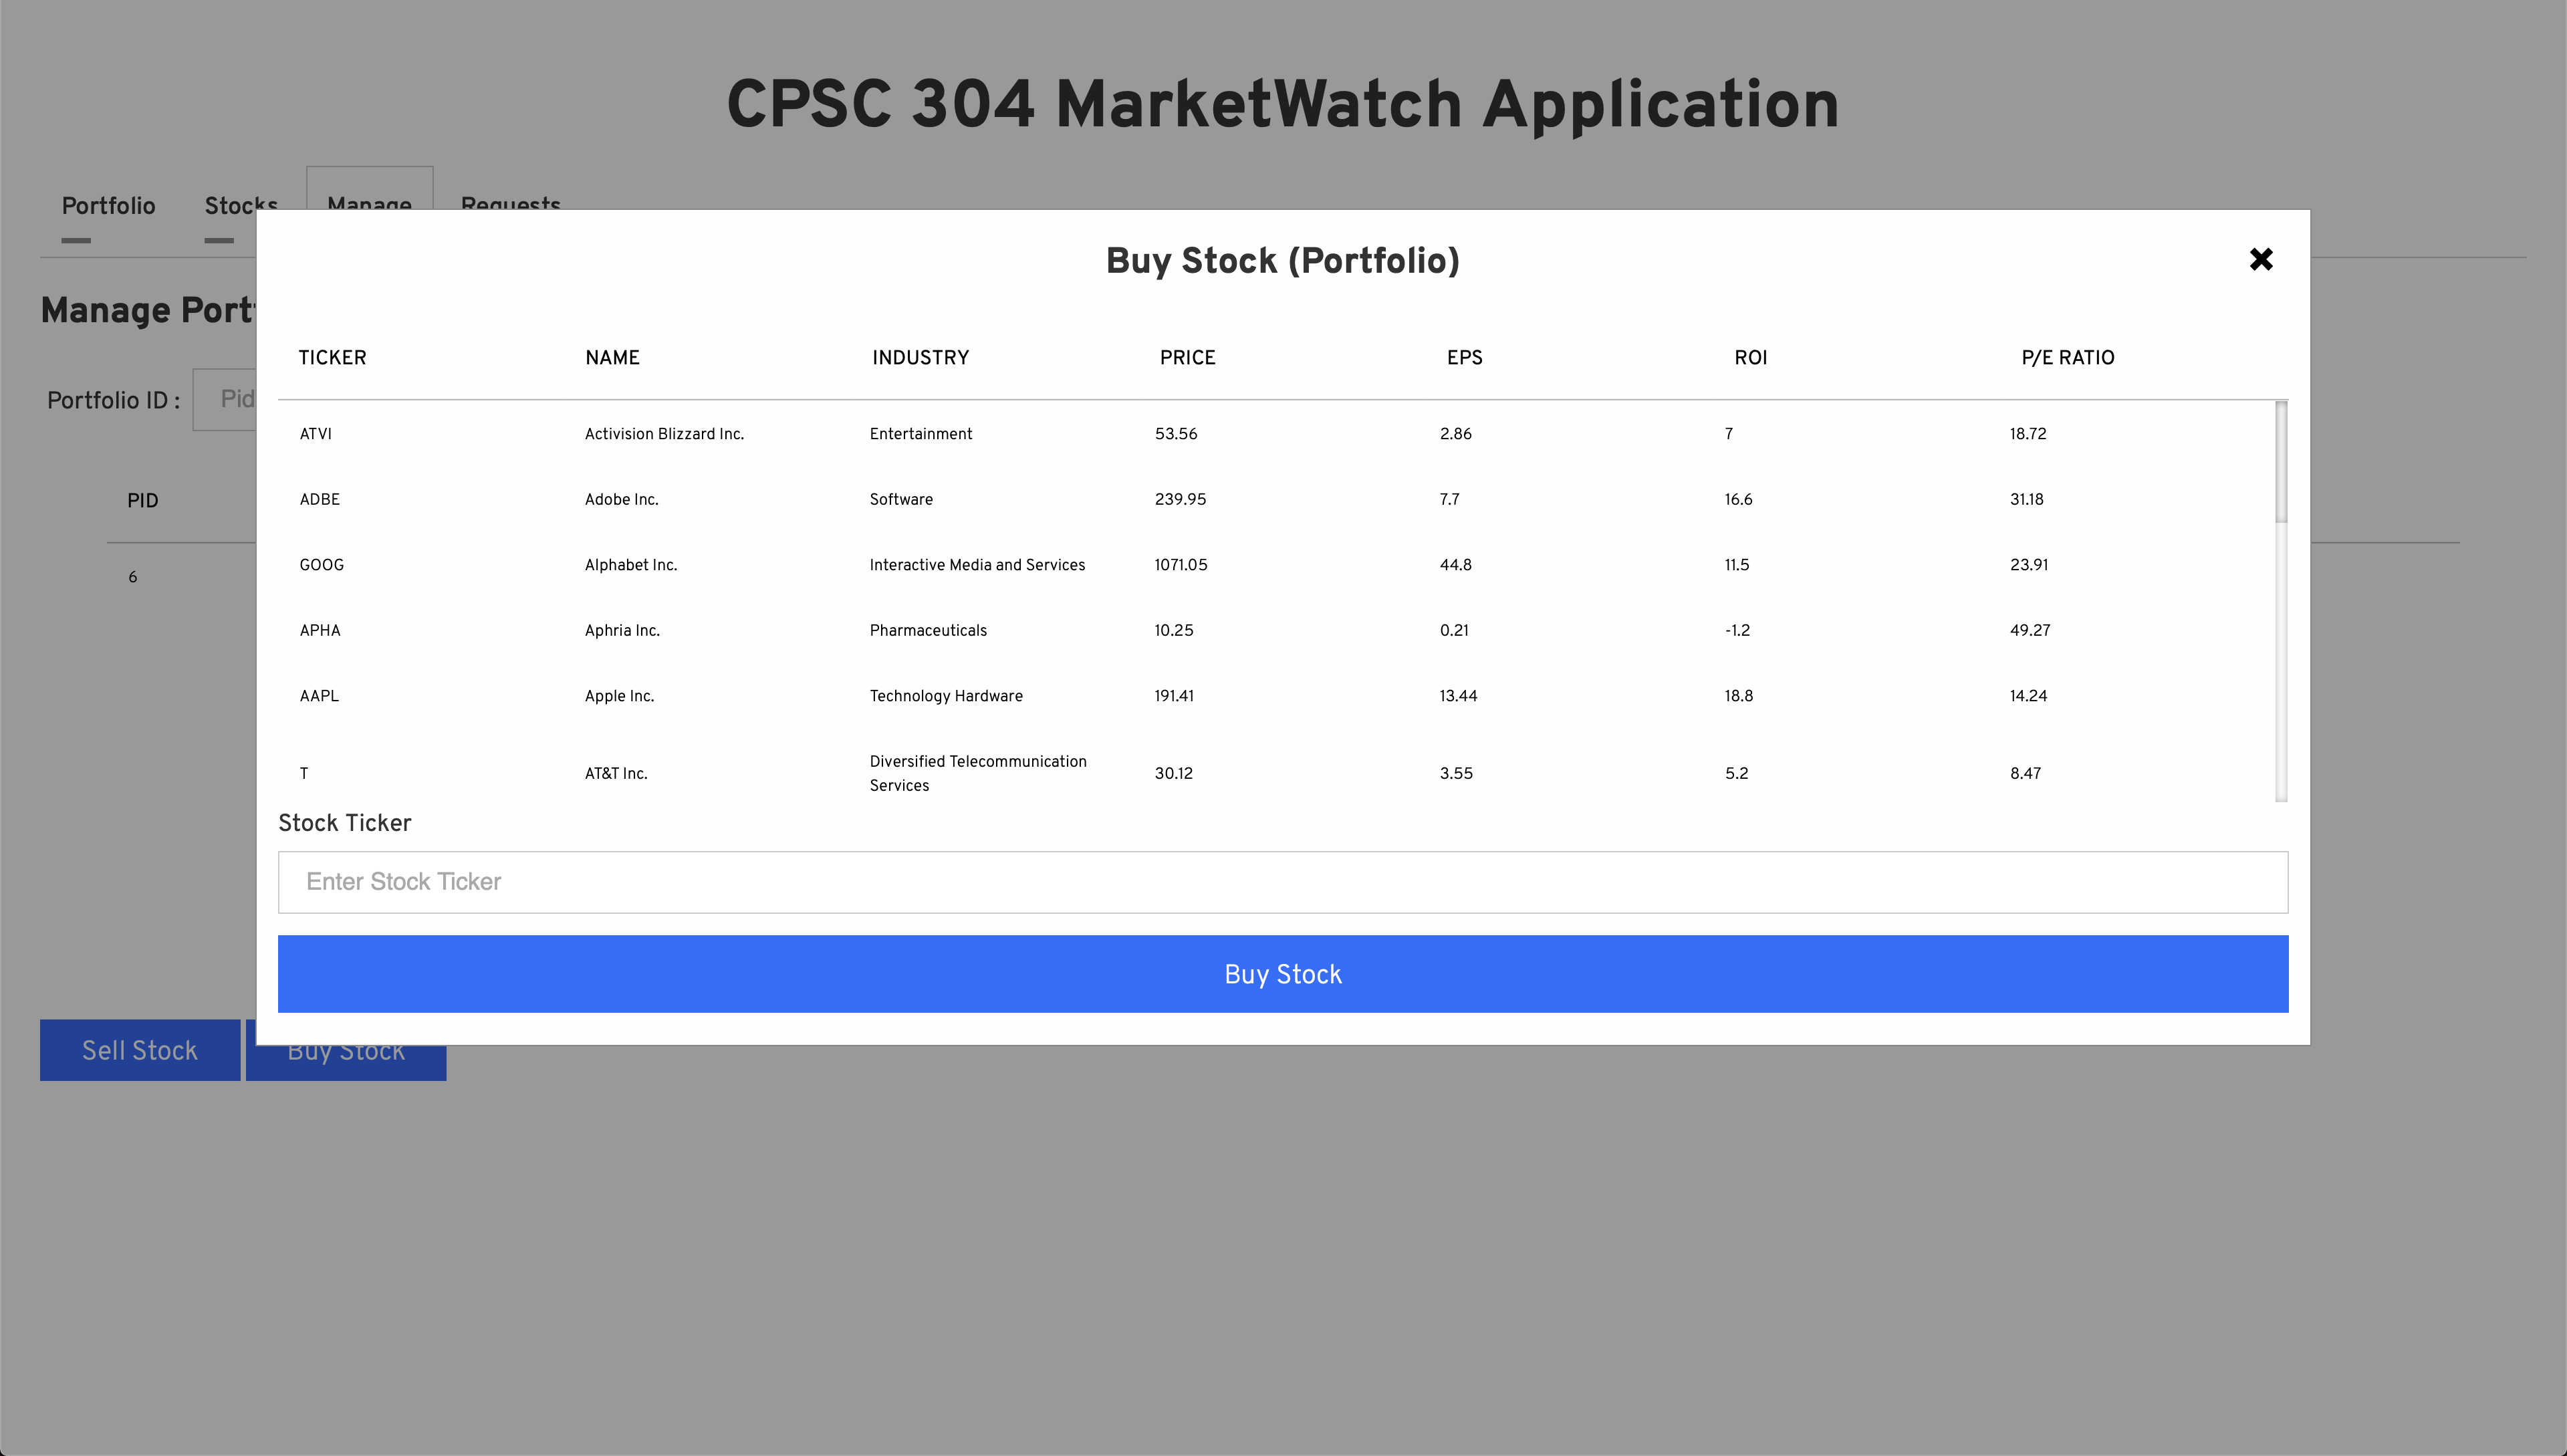 CPSC 304 MarketWatch Application
Portfolio Stocks Manage Requests
Buy Stock (Portfolio)
Manage Port
TICKER NAME INDUSTRY PRICE EPS ROI P/E RATIO
Portfolio ID : Pid
ATVI Activision Blizzard Inc. Entertainment 53.56 2.86 7 18.72
PID
ADBE Adobe Inc. Software 239.95 7.7 16.6 31.18
GOOG Alphabet Inc. Interactive Media and Services 1071.05 44.8 11.5 23.91
6
APHA Aphria Inc. Pharmaceuticals 10.25 0.21 -1.2 49.27
AAPL Apple Inc. Technology Hardware 191.41 13.44 18.8 14.24
T AT&T Inc. Diversified Telecommunication Services 30.12 3.55 5.2 8.47
Stock Ticker
Enter Stock Ticker
Buy Stock
Sell Stock Buy Stock